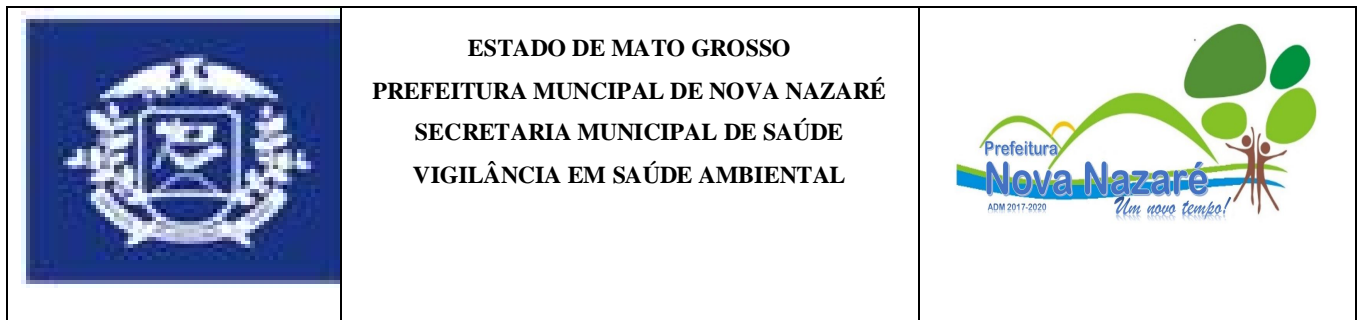 ESTADO DE MATO GROSSO
PREFEITURA MUNCIPAL DE NOVA NAZARÉ
SECRETARIA MUNICIPAL DE SAÚDE
VIGILÂNCIA EM SAÚDE AMBIENTAL
Prefeitura
Nova Nazaré
ADM 2017-2020
Um novo tempo!